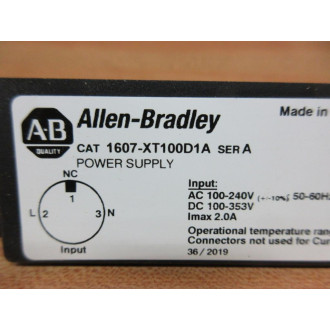 A-B
QUALITY
Allen-Bradley
Made in
CAT 1607-XT100D1A SER A
POWER SUPPLY
NC
1
L 2 3 N
Input
Input:
AC 100-240V (+-10%), 50-60Hz
DC 100-353V
Imax 2.0A
Operational temperature ran
Connectors not used for Cur
36 / 2019